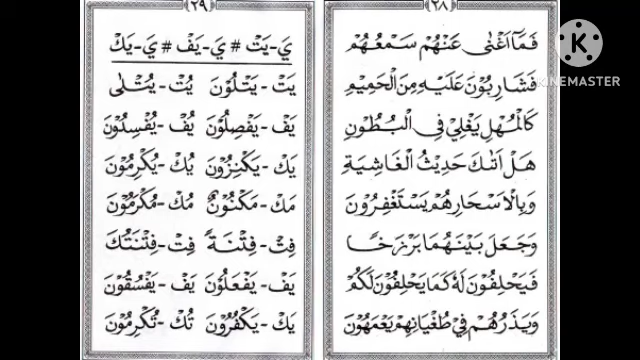 ٢٨
فَمَآ اَغْنٰى عَنْهُمْ سَمْعُهُمْ
فَشَارِبُوْنَ عَلَيْهِ مِنَ الْحَمِيْمِ
كَالْمُهْلِ يَغْلِيْ فِى الْبُطُوْنِ
هَلْ اَتٰىكَ حَدِيْثُ الْغَاشِيَةِ
وَبِالْاَسْحَارِهُمْ يَسْتَغْفِرُوْنَ
وَجَعَلَ بَيْنَهُمَا بَرْزَخًا
فَيَحْلِفُوْنَ لَهٗ كَمَا يَحْلِفُوْنَ لَكُمْ
وَيَذَرُهُمْ فِيْ طُغْيَانِهِمْ يَعْمَهُوْنَ
٢٩
يَ-يَتْ # يَ-يَفْ # يَ-يَكْ
يَتْ-يَتْلُوْنَ يُتْ-يُتْلٰى
يَفْ-يَفْصِلُوْنَ يُفْ-يُفْسِدُوْنَ
يَكْ-يَكْنِزُوْنَ يُكْ-يُكْرِمُوْنَ
مَكْ-مَكْنُوْنٌ مُكْ-مُكْرَمُوْنَ
فِتْ-فِتْنَةً فِتْ-فِتْنَتُكَ
يَفْ-يَفْعَلُوْنَ يَفْ-يَفْسُقُوْنَ
يَكْ-يَكْفُرُوْنَ تُكْ-تُكْرِمُوْنَ
KINEMASTER